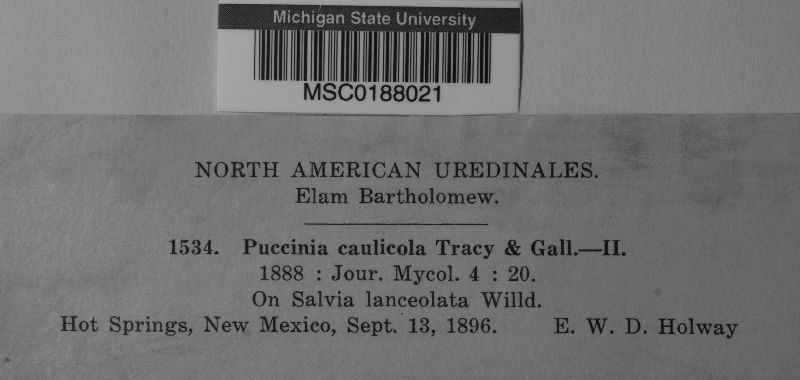 Michigan State University
MSC0188021
NORTH AMERICAN UREDINALES.
Elam Bartholomew.
1534. Puccinia caulicola Tracy & Gall.—II.
1888 : Jour. Mycol. 4 : 20.
On Salvia lanceolata Willd.
Hot Springs, New Mexico, Sept. 13, 1896. E. W. D. Holway